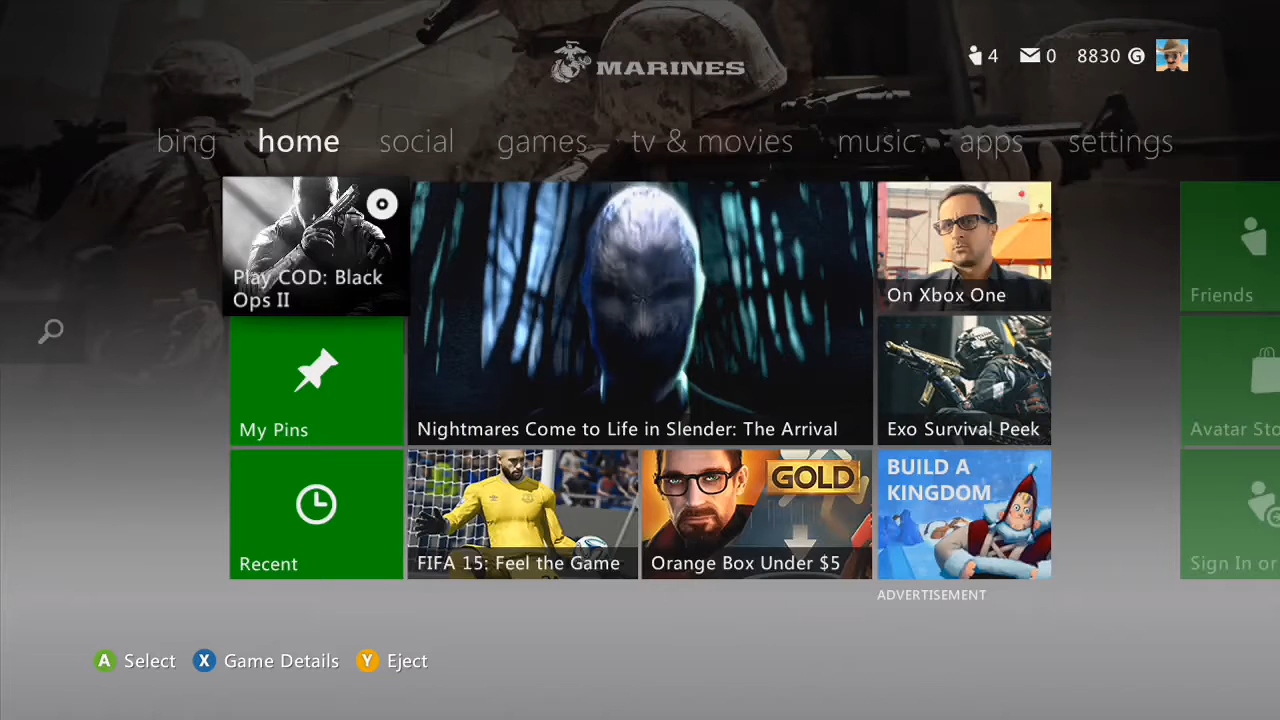 MARINES
4
0
8830 G
bing
home
social
games
tv & movies
music
apps
settings
Play COD: Black
Ops II
My Pins
Recent
Nightmares Come to Life in Slender: The Arrival
FIFA 15: Feel the Game
GOLD
Orange Box Under $5
On Xbox One
Exo Survival Peek
BUILD A
KINGDOM
ADVERTISEMENT
Friends
Avatar Sto
Sign In or
A Select
X Game Details
Y Eject